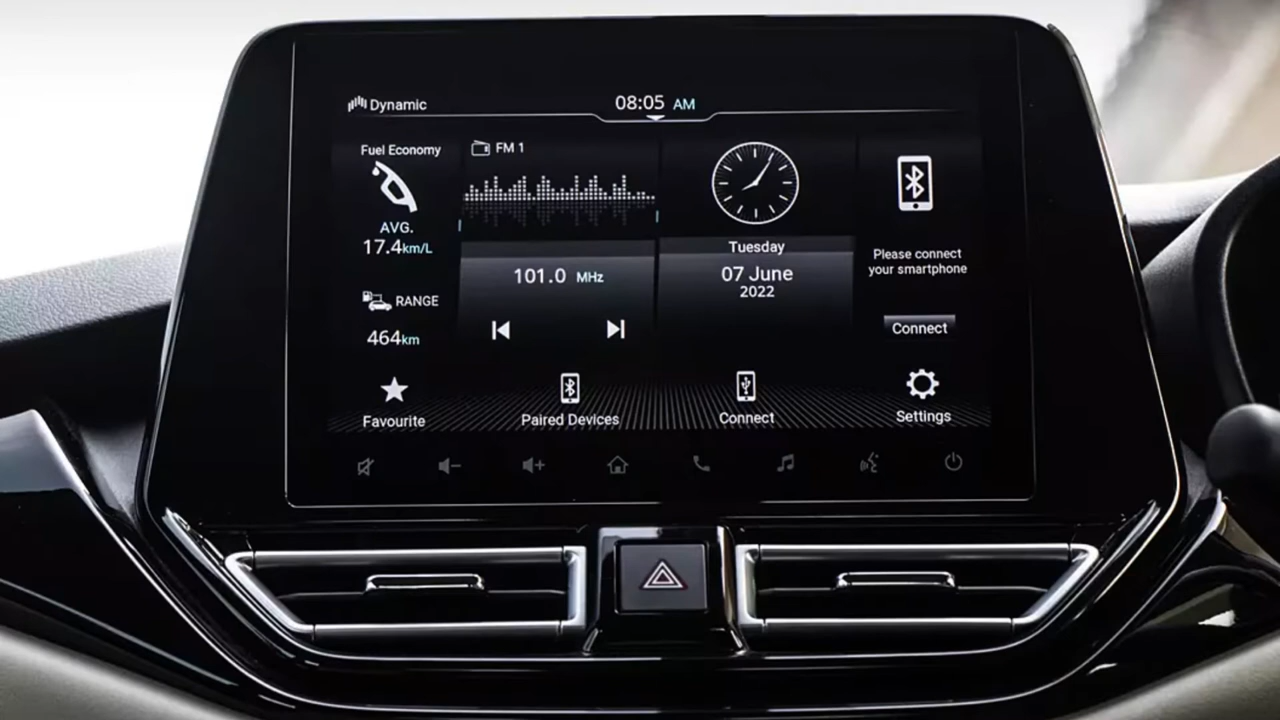 Dynamic
08:05 AM
Fuel Economy
AVG.
17.4km/L
RANGE
464km
FM 1
101.0 MHz
Tuesday
07 June
2022
Please connect
your smartphone
Connect
Favourite
Paired Devices
Connect
Settings